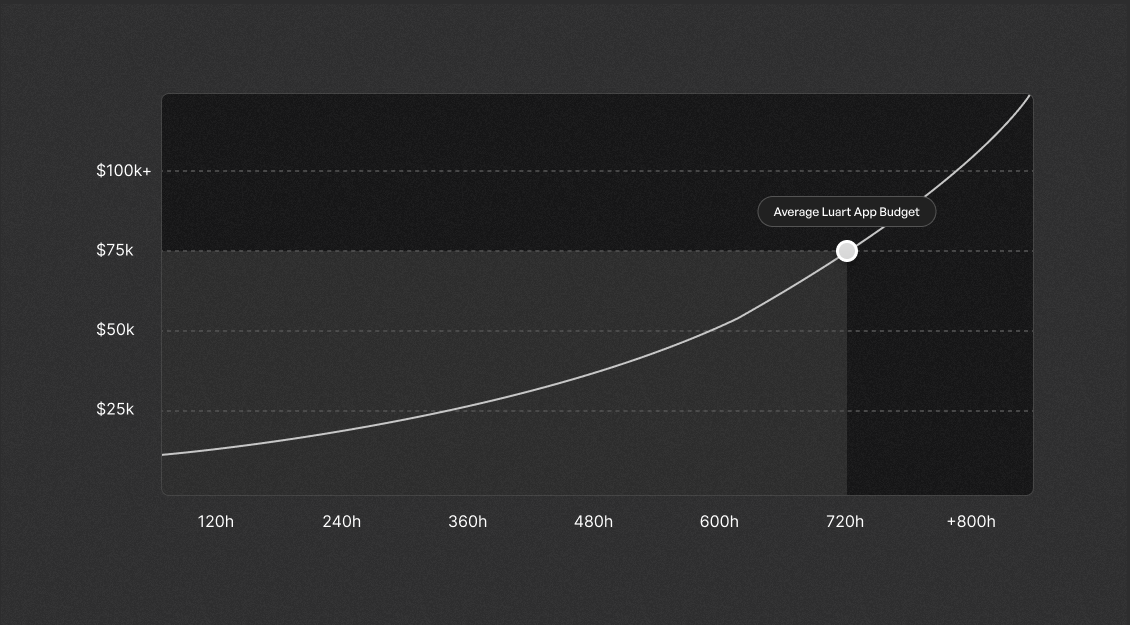 $100k+
Average Luart App Budget
$75k
$50k
$25k
120h 240h 360h 480h 600h 720h +800h